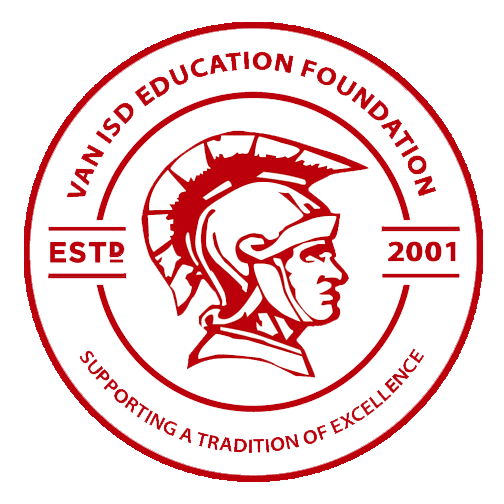 VAN ISD EDUCATION FOUNDATION
ESTD
2001
SUPPORTING A TRADITION OF EXCELLENCE